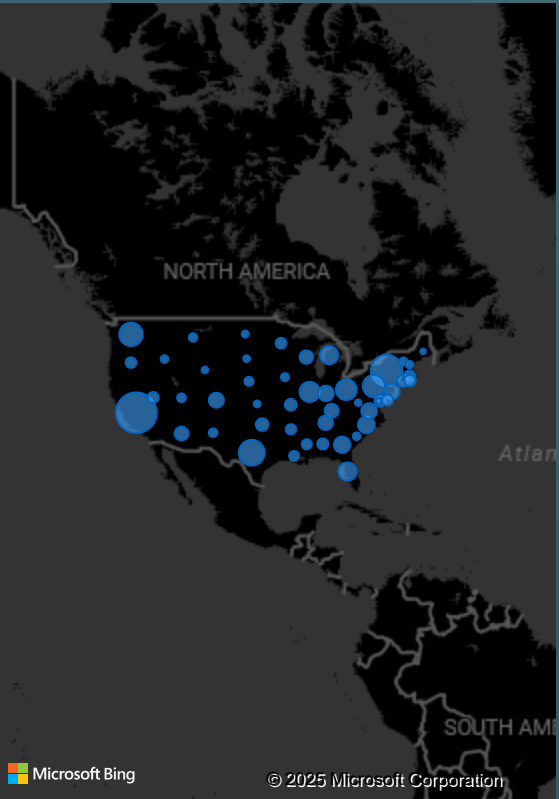 NORTH AMERICA
Atlan
SOUTH AME
Microsoft Bing
© 2025 Microsoft Corporation